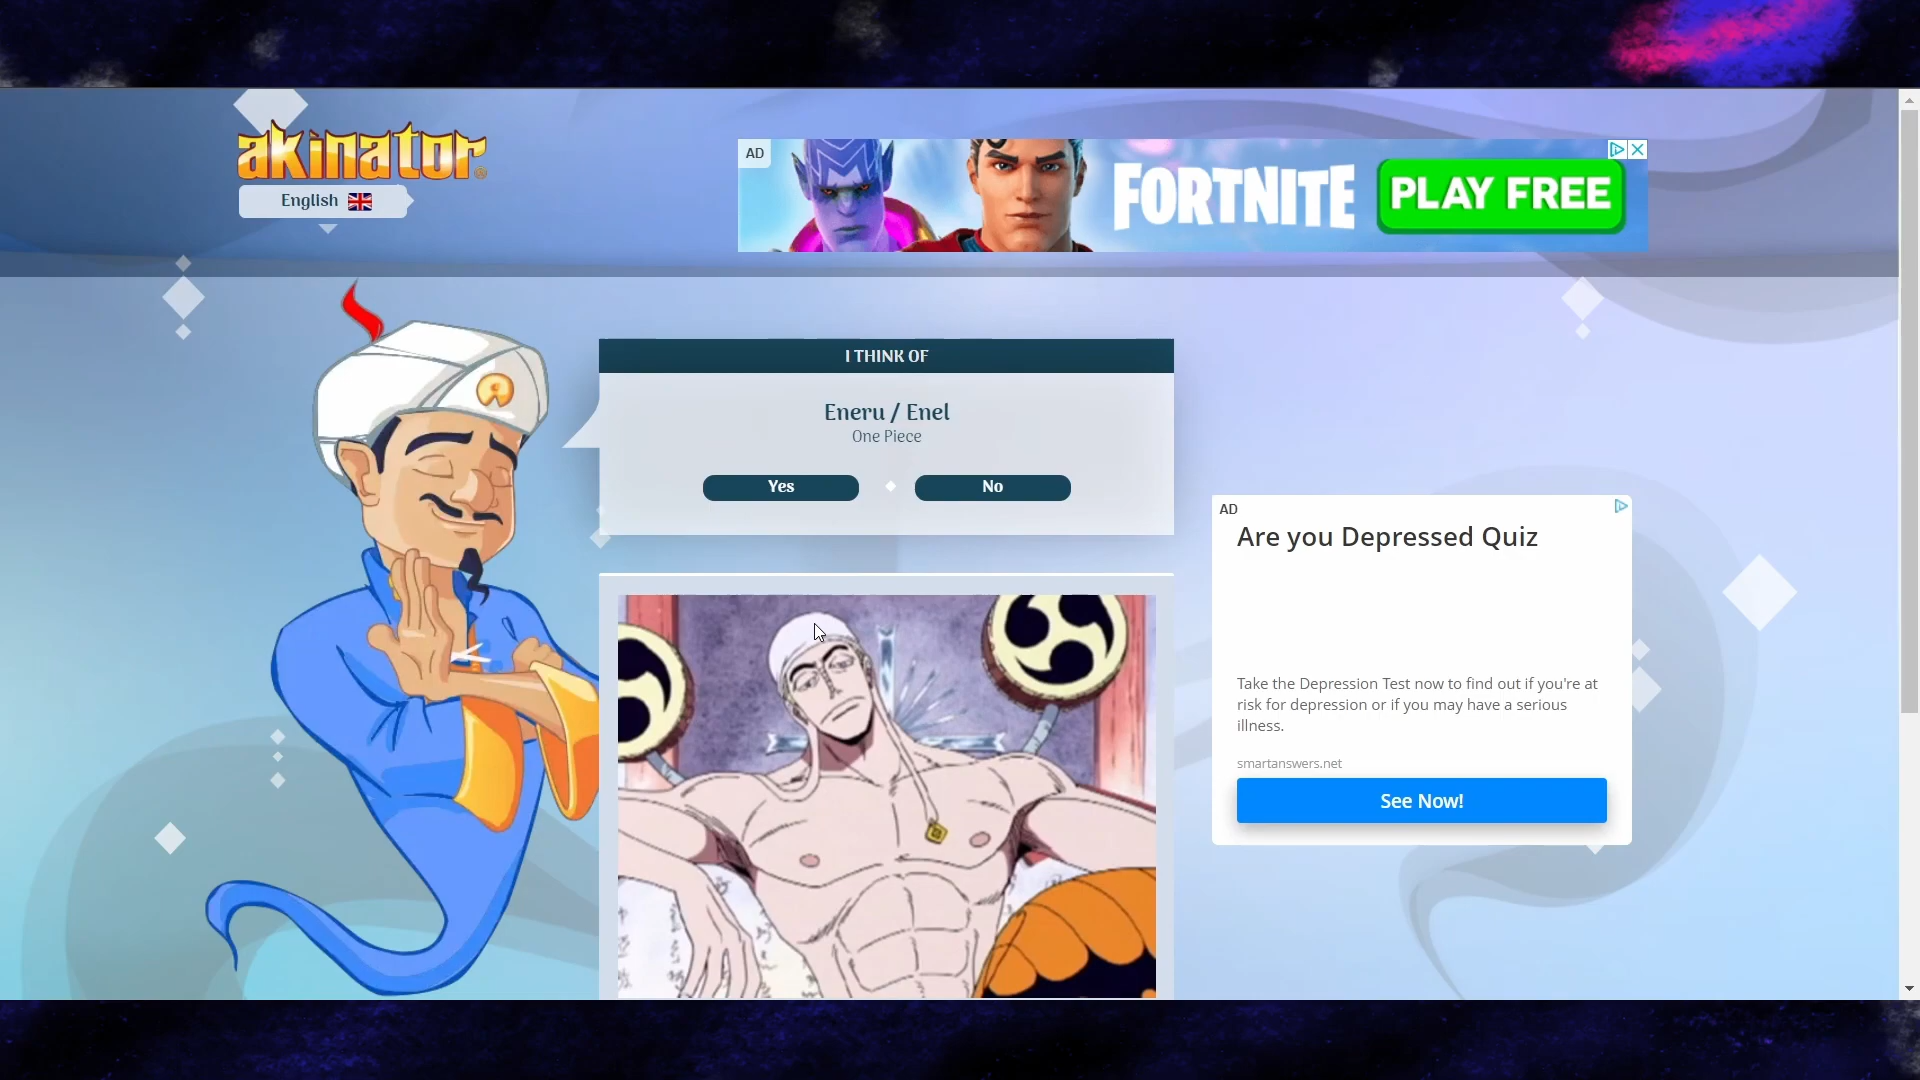 akinator
English
AD
FORTNITE
PLAY FREE
I THINK OF
Eneru / Enel
One Piece
Yes
No
AD
Are you Depressed Quiz
Take the Depression Test now to find out if you're at
risk for depression or if you may have a serious
illness.
smartanswers.net
See Now!